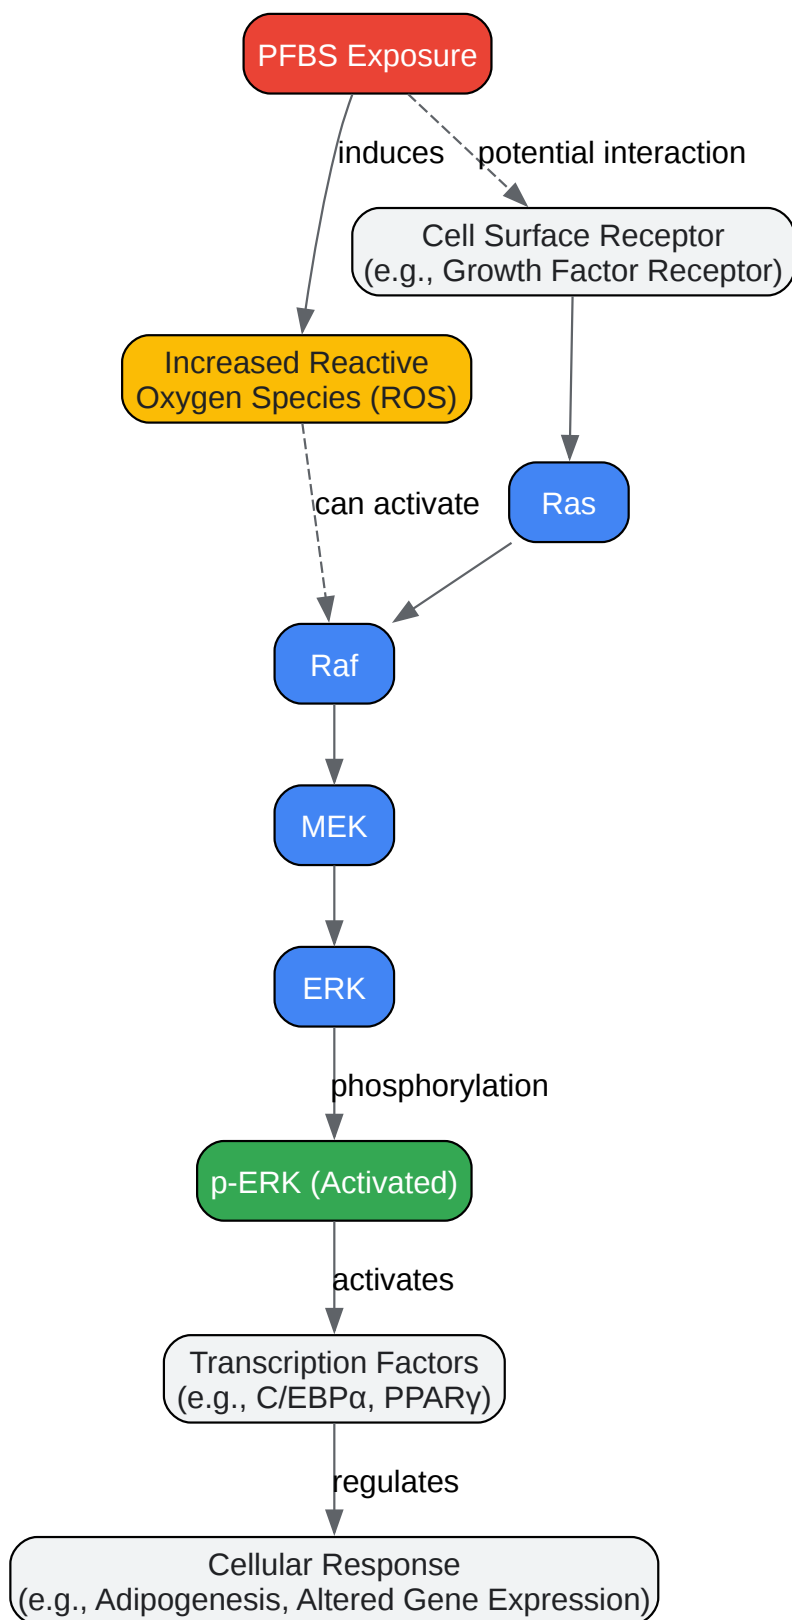 PFBS Exposure
induces
potential interaction
Cell Surface Receptor
(e.g., Growth Factor Receptor)
Increased Reactive
Oxygen Species (ROS)
can activate
Ras
Raf
MEK
ERK
phosphorylation
p-ERK (Activated)
activates
Transcription Factors
(e.g., C/EBPα, PPARγ)
regulates
Cellular Response
(e.g., Adipogenesis, Altered Gene Expression)